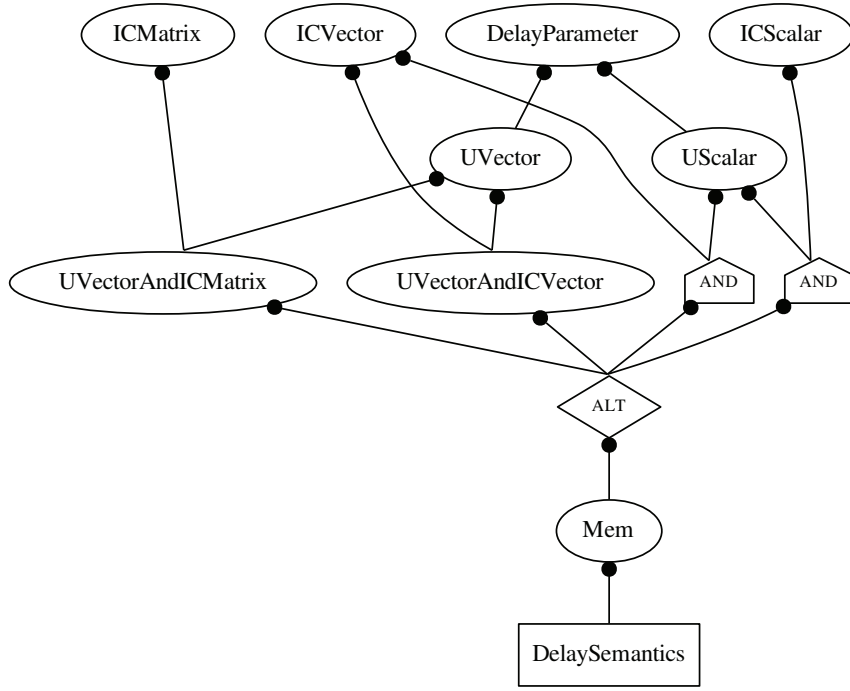 ICMatrix
ICVector
DelayParameter
ICScalar
UVector
UScalar
UVectorAndICMatrix
UVectorAndICVector
AND
AND
ALT
Mem
DelaySemantics